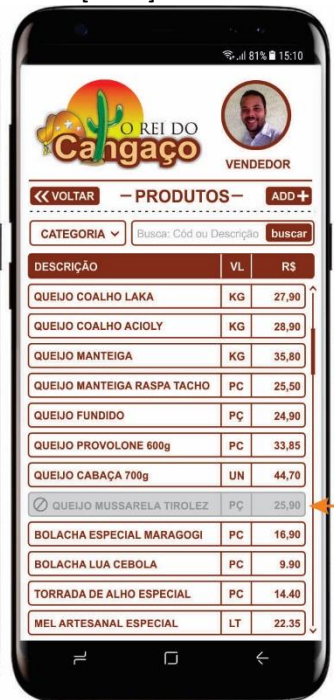 81% 15:10
O REI DO
Cangaço
VENDEDOR
VOLTAR
PRODUTOS
ADD
CATEGORIA
Busca: Cód ou Descrição
buscar
DESCRIÇÃO VL R$
QUEIJO COALHO LAKA KG 27,90
QUEIJO COALHO ACIOLY KG 28,90
QUEIJO MANTEIGA KG 35,80
QUEIJO MANTEIGA RASPA TACHO PC 25,50
QUEIJO FUNDIDO PÇ 24,90
QUEIJO PROVOLONE 600g PC 33,85
QUEIJO CABAÇA 700g UN 44,70
QUEIJO MUSSARELA TIROLEZ PÇ 25,90
BOLACHA ESPECIAL MARAGOGI PC 16,90
BOLACHA LUA CEBOLA PC 9.90
TORRADA DE ALHO ESPECIAL PC 14.40
MEL ARTESANAL ESPECIAL LT 22.35